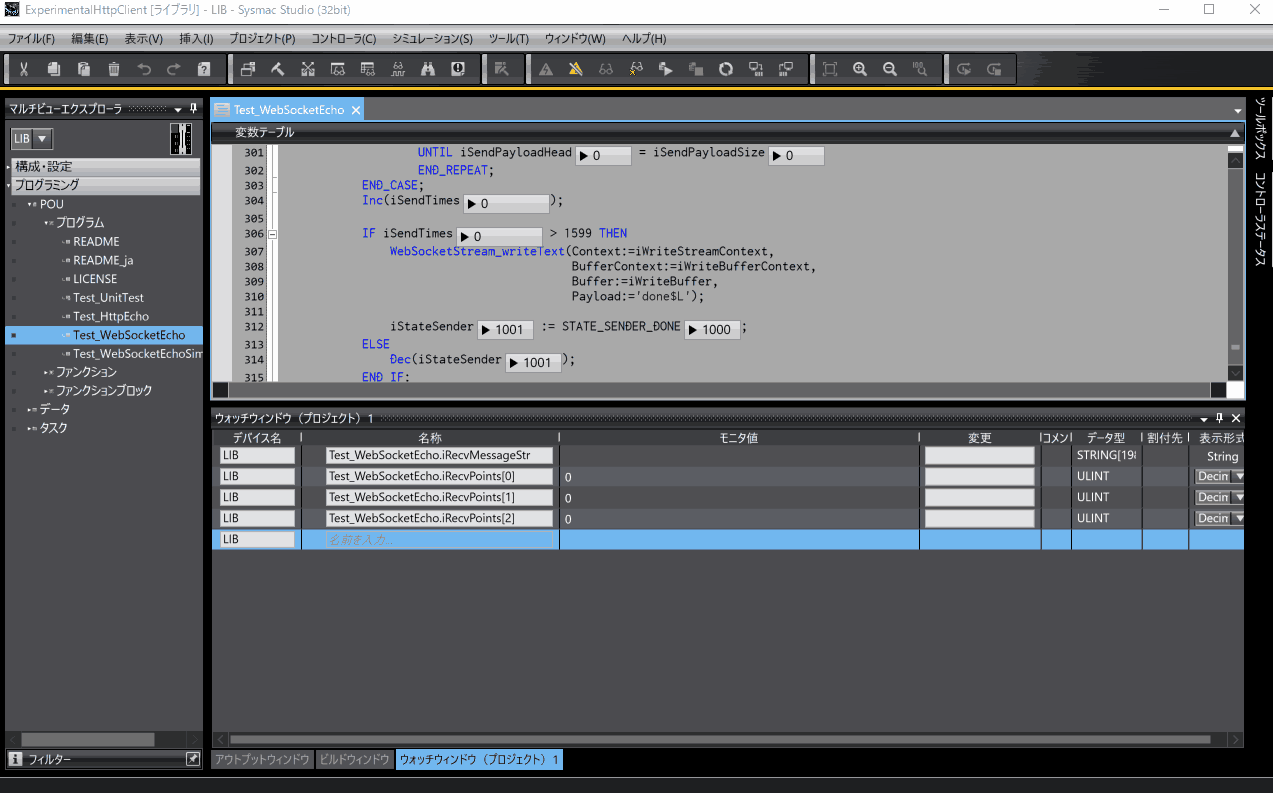 ExperimentalHttpClient [ライブラリ] - LIB - Sysmac Studio (32bit)
ファイル(F) 編集(E) 表示(V) 挿入(I) プロジェクト(P) コントローラ(C) シミュレーション(S) ツール(T) ウィンドウ(W) ヘルプ(H)
マルチビューエクスプローラ
LIB
構成・設定
プログラミング
POU
プログラム
README
README_ja
LICENSE
Test_UnitTest
Test_HttpEcho
Test_WebSocketEcho
Test_WebSocketEchoSim
ファンクション
ファンクションブロック
データ
タスク
フィルター
Test_WebSocketEcho
変数テーブル
301 UNTIL iSendPayloadHead 0 = iSendPayloadSize 0
302 END_REPEAT;
303 END_CASE;
304 Inc(iSendTimes 0 );
305
306 IF iSendTimes 0 > 1599 THEN
307 WebSocketStream_writeText(Context:=iWriteStreamContext,
308 BufferContext:=iWriteBufferContext,
309 Buffer:=iWriteBuffer,
310 Payload:='done$L');
311
312 iStateSender 1001 := STATE_SENDER_DONE 1000 ;
313 ELSE
314 Dec(iStateSender 1001 );
315 END_IF;
ウォッチウィンドウ（プロジェクト）1
デバイス名 名称 モニタ値 変更 コメン データ型 割付先 表示形式
LIB Test_WebSocketEcho.iRecvMessageStr STRING[198 String
LIB Test_WebSocketEcho.iRecvPoints[0] 0 ULINT Decin
LIB Test_WebSocketEcho.iRecvPoints[1] 0 ULINT Decin
LIB Test_WebSocketEcho.iRecvPoints[2] 0 ULINT Decin
LIB 名前を入力...
アウトプットウィンドウ ビルドウィンドウ ウォッチウィンドウ（プロジェクト）1
ツールボックス
コントローラステータス